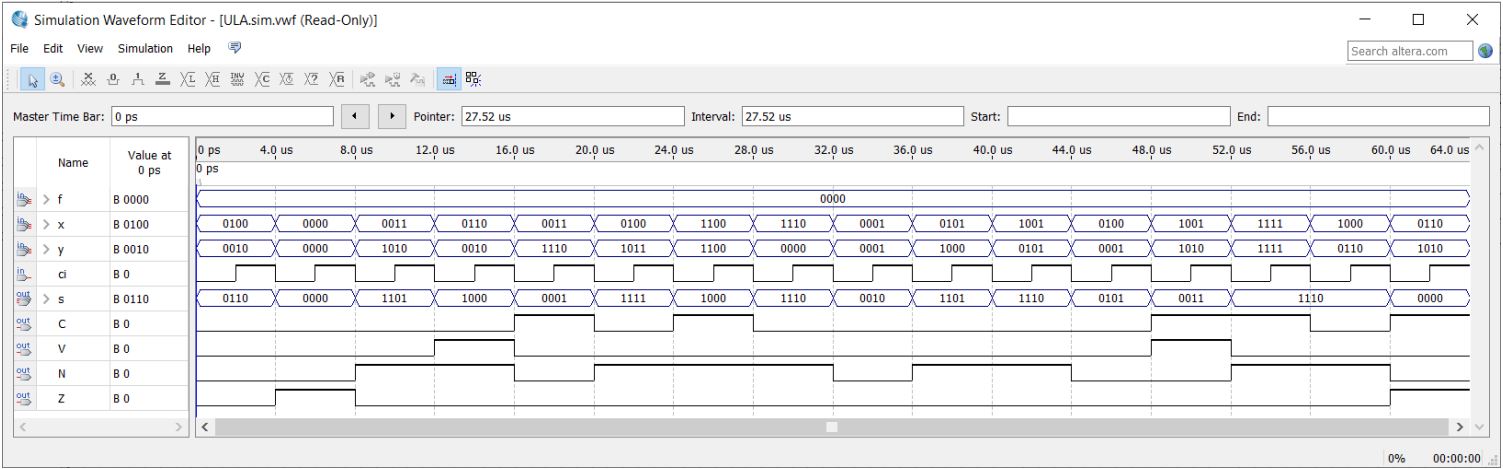 Simulation Waveform Editor - [ULA.sim.vwf (Read-Only)]
File Edit View Simulation Help
Search altera.com
Master Time Bar: 0 ps Pointer: 27.52 us Interval: 27.52 us Start: End:
Name Value at 0 ps
0 ps 4.0 us 8.0 us 12.0 us 16.0 us 20.0 us 24.0 us 28.0 us 32.0 us 36.0 us 40.0 us 44.0 us 48.0 us 52.0 us 56.0 us 60.0 us 64.0 us
0 ps
f B 0000 0000
x B 0100 0100 0000 0011 0110 0011 0100 1100 1110 0001 0101 1001 0100 1001 1111 1000 0110
y B 0010 0010 0000 1010 0010 1110 1011 1100 0000 0001 1000 0101 0001 1010 1111 0110 1010
ci B 0
s B 0110 0110 0000 1101 1000 0001 1111 1000 1110 0010 1101 1110 0101 0011 1110 0000
C B 0
V B 0
N B 0
Z B 0
0% 00:00:00